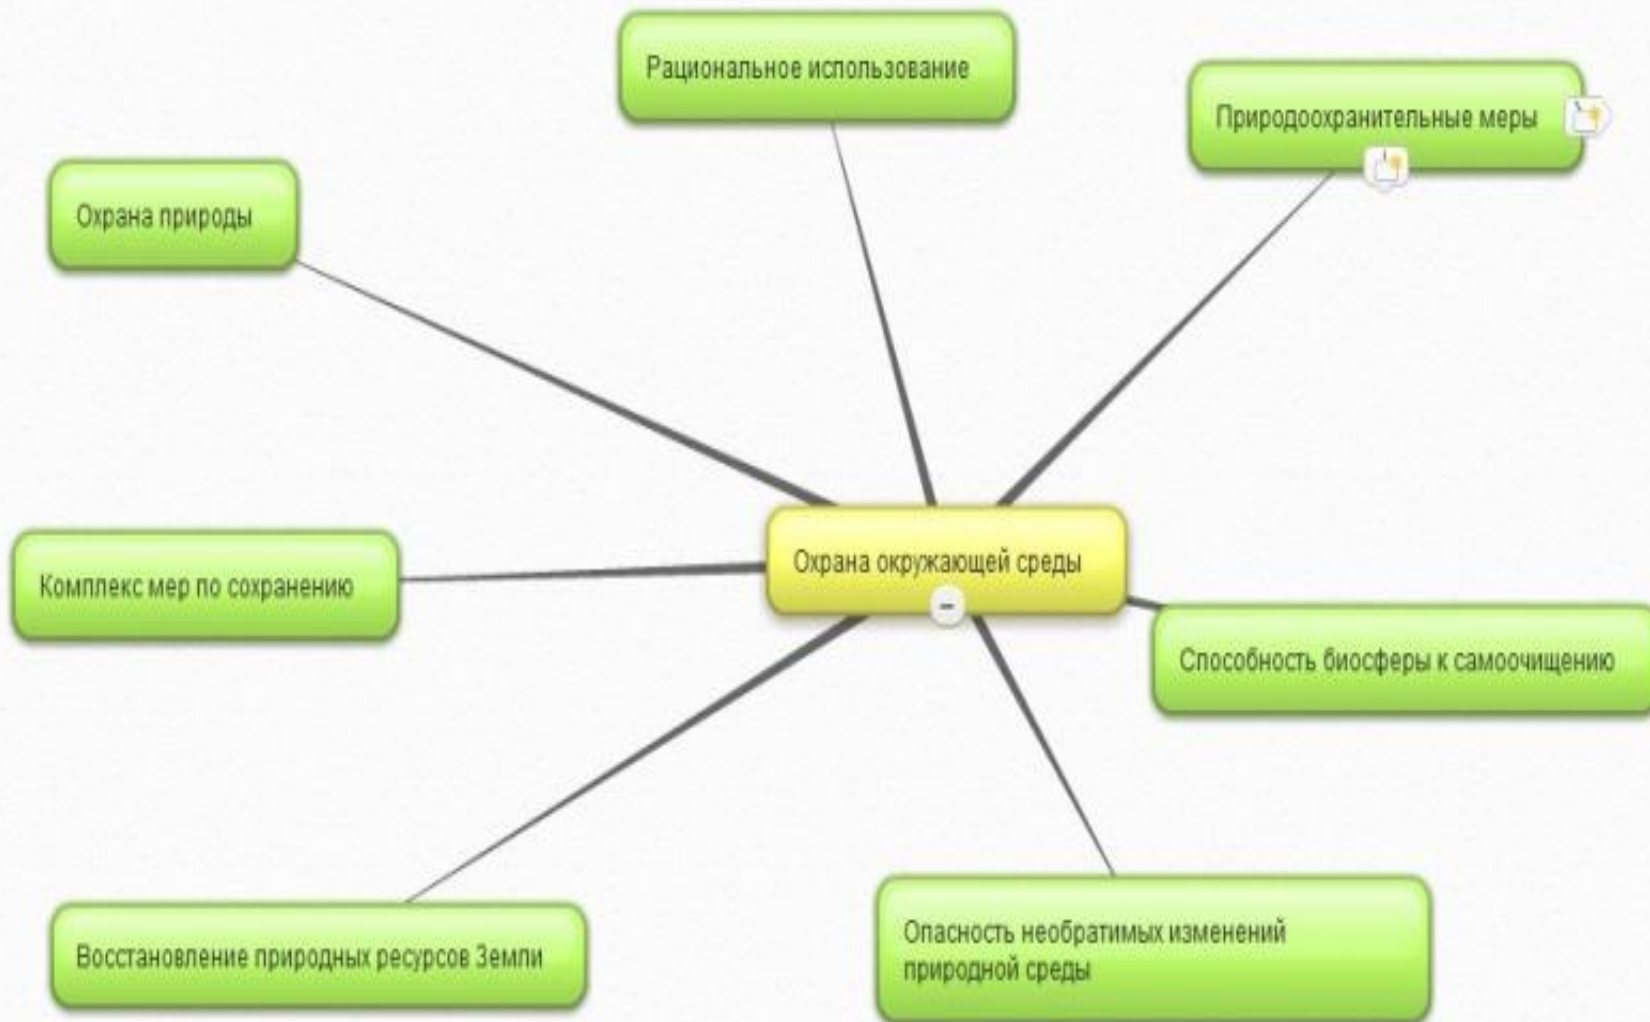 Рациональное использование
Природоохранительные меры
Охрана природы
Охрана окружающей среды
Комплекс мер по сохранению
Способность биосферы к самоочищению
Восстановление природных ресурсов Земли
Опасность необратимых изменений
природной среды